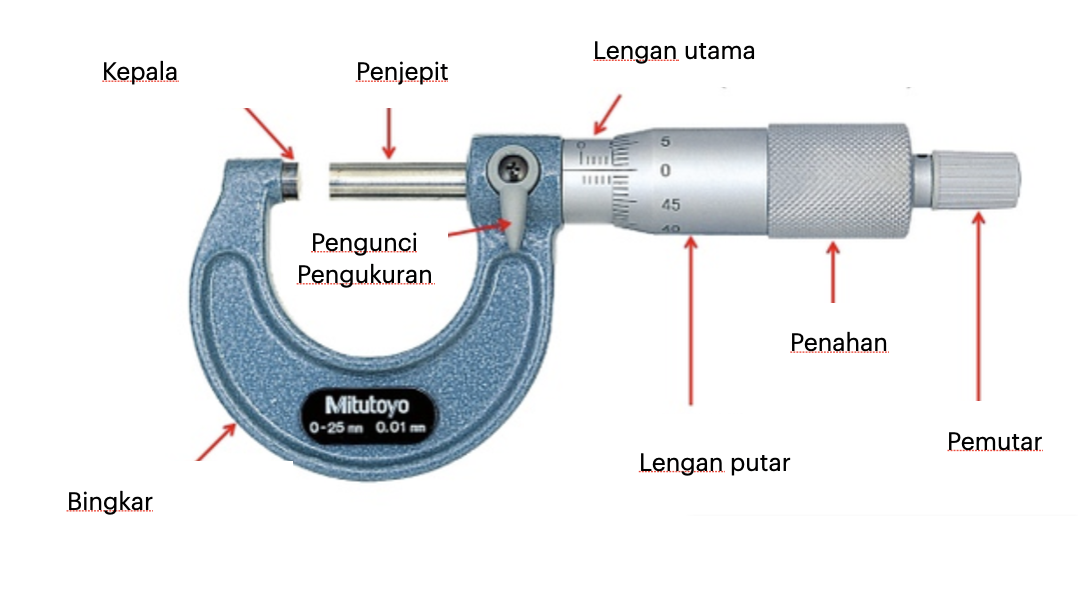 Lengan utama
Kepala
Penjepit
0
5
0
45
40
Pengunci
Pengukuran
Penahan
Mitutoyo
0-25 mm 0.01 mm
Pemutar
Lengan putar
Bingkar